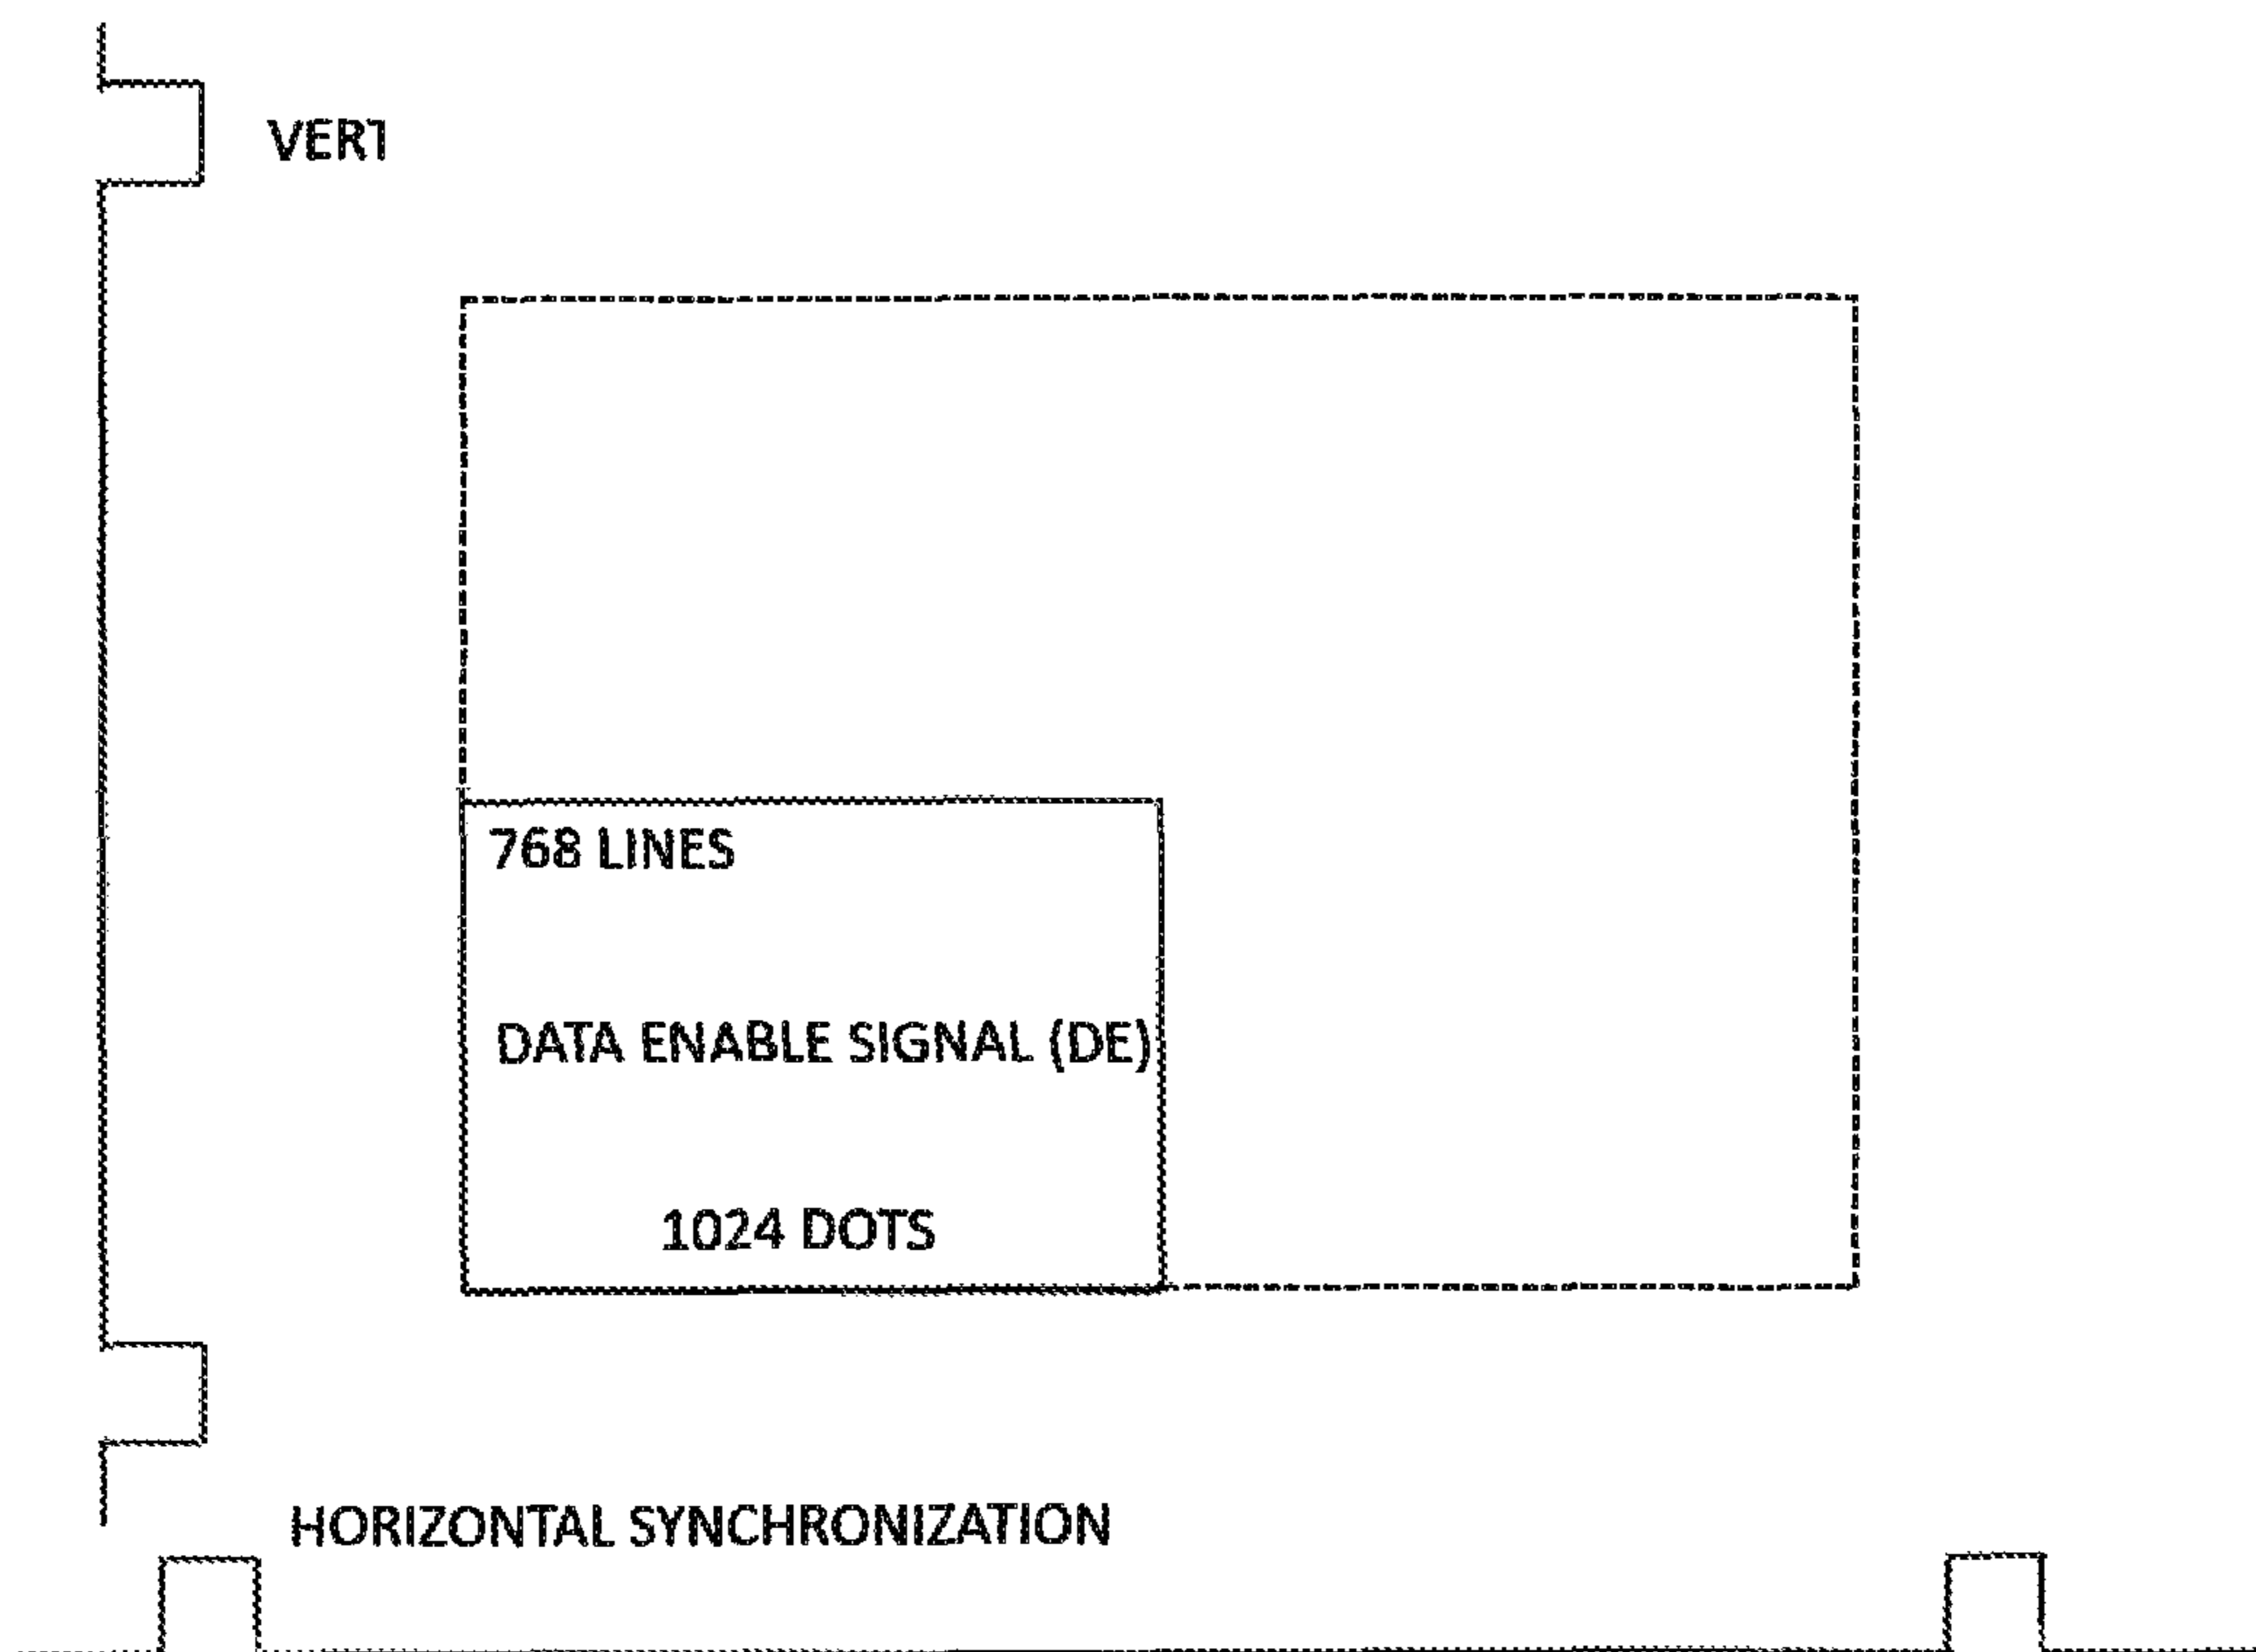 VERT
768 LINES
DATA ENABLE SIGNAL (DE)
1024 DOTS
HORIZONTAL SYNCHRONIZATION